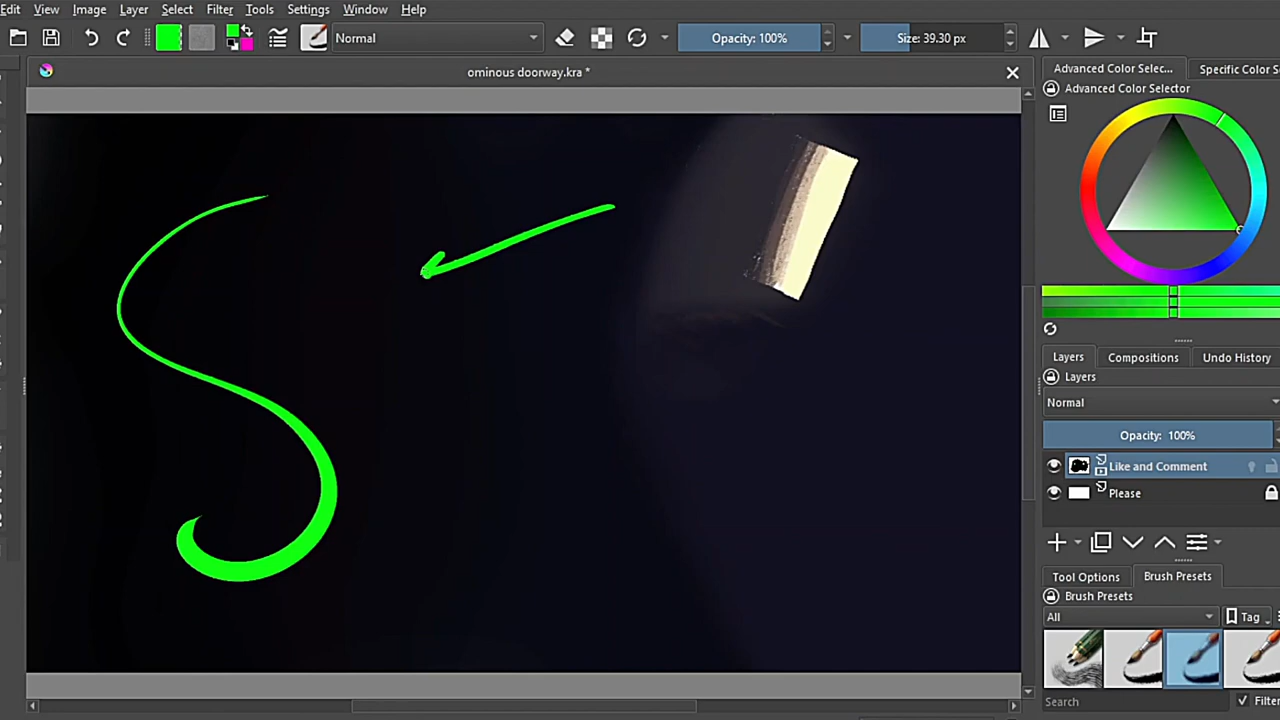 Edit View Image Layer Select Filter Tools Settings Window Help
Normal Opacity: 100% Size: 39.30 px
ominous doorway.kra *
Advanced Color Selec... Specific Color S
Advanced Color Selector
Layers Compositions Undo History
Layers
Normal
Opacity: 100%
Like and Comment
Please
Tool Options Brush Presets
Brush Presets
All Tag
Search Filter